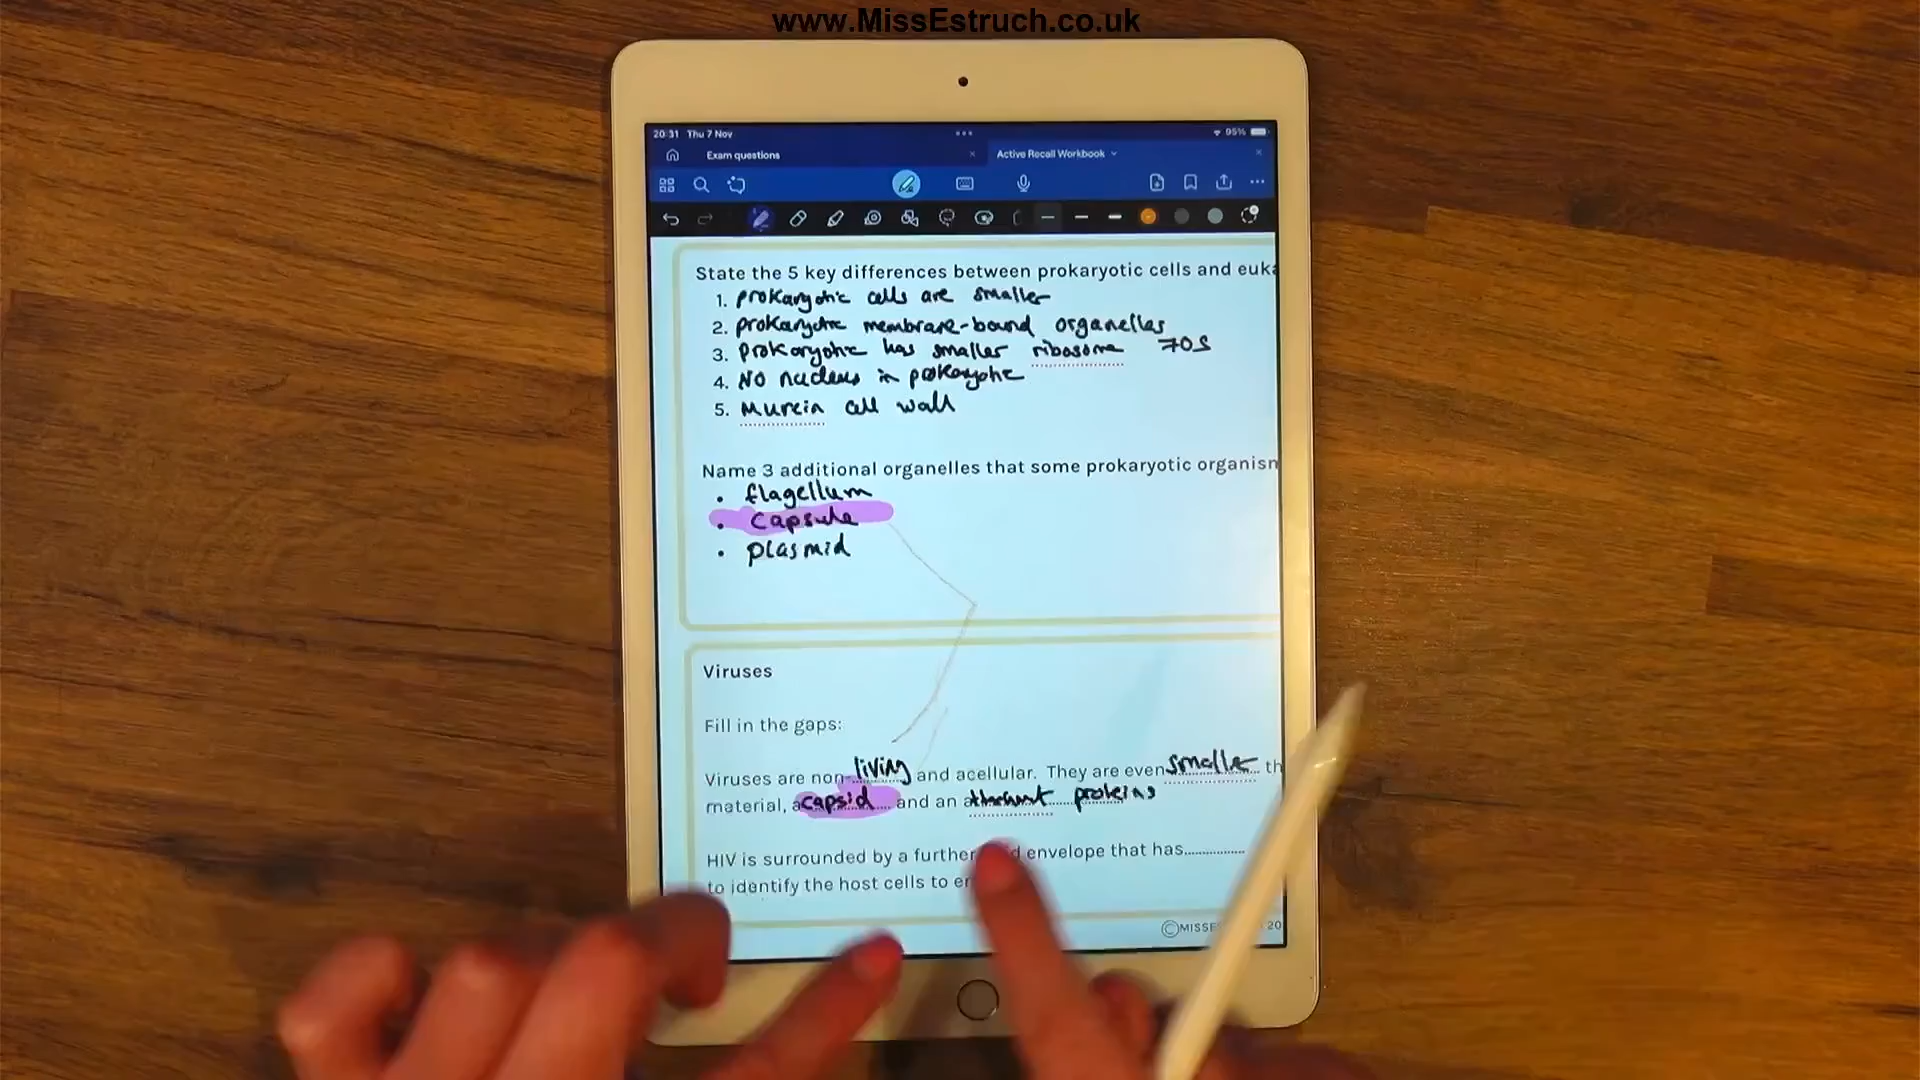 www.MissEstruch.co.uk
20:31 Thu 7 Nov
95%
Exam questions
Active Recall Workbook
State the 5 key differences between prokaryotic cells and euka
1. prokaryotic cells are smaller
2. prokaryotic membrane-bound organelles
3. prokaryotic has smaller ribosome 70S
4. No nucleus in prokaryotic
5. Murein cell wall
Name 3 additional organelles that some prokaryotic organism
• flagellum
• capsule
• plasmid
Viruses
Fill in the gaps:
Viruses are non-living and acellular. They are even smaller th
material, a capsid and an attachment proteins
HIV is surrounded by a further envelope that has
to identify the host cells to
©MISSE 20